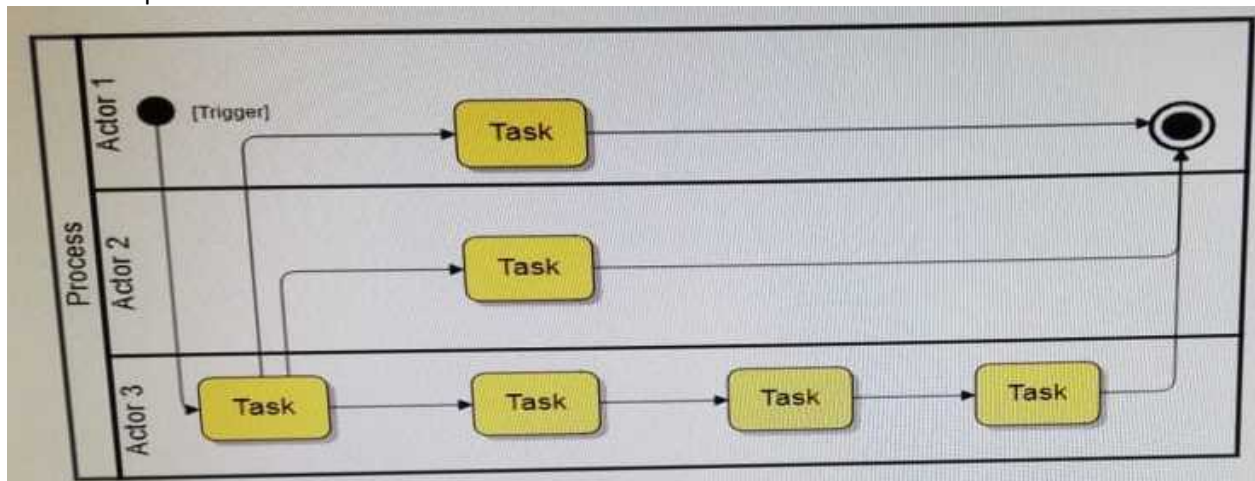 Process
Actor 1
[Trigger]
Task
Actor 2
Task
Actor 3
Task
Task
Task
Task